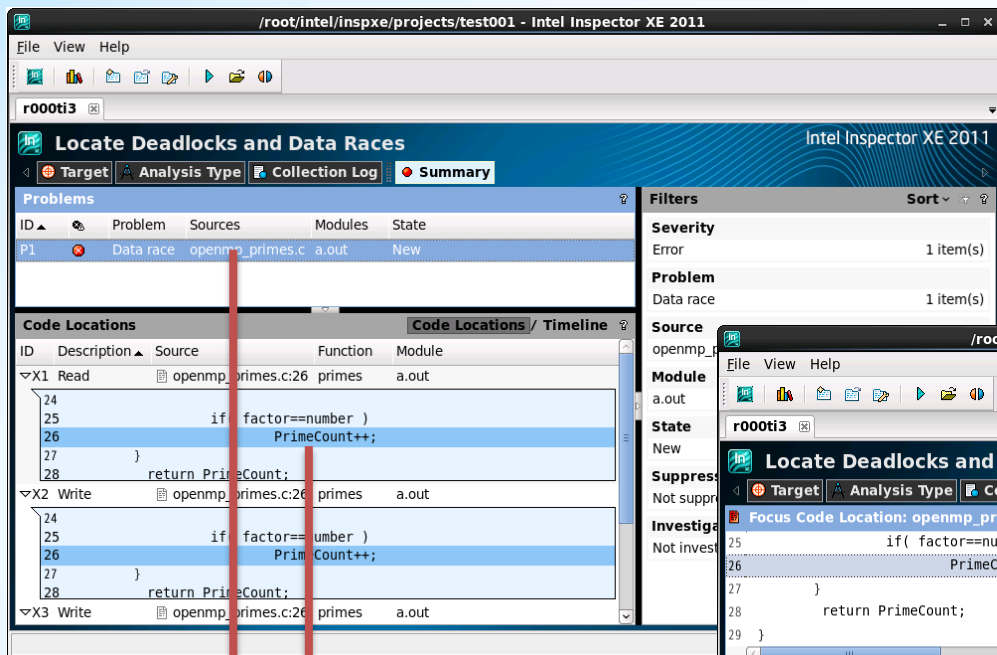 /root/intel/inspxe/projects/test001 - Intel Inspector XE 2011
File View Help
r000ti3
Locate Deadlocks and Data Races
Intel Inspector XE 2011
Target Analysis Type Collection Log Summary
Problems ?
ID Problem Sources Modules State
P1 Data race openmp_primes.c a.out New
Code Locations Code Locations / Timeline ?
ID Description Source Function Module
X1 Read openmp_primes.c:26 primes a.out
24
25 if( factor==number )
26 PrimeCount++;
27 }
28 return PrimeCount;
X2 Write openmp_primes.c:26 primes a.out
24
25 if( factor==number )
26 PrimeCount++;
27 }
28 return PrimeCount;
X3 Write openmp_primes.c:26 primes a.out
Filters Sort ?
Severity
Error 1 item(s)
Problem
Data race 1 item(s)
Source
openmp_p
Module
a.out
State
New
Suppress
Not suppr
Investiga
Not invest
/roo
File View Help
r000ti3
Locate Deadlocks and
Target Analysis Type Co
Focus Code Location: openmp_pr
25 if( factor==nu
26 PrimeC
27 }
28 return PrimeCount;
29 }